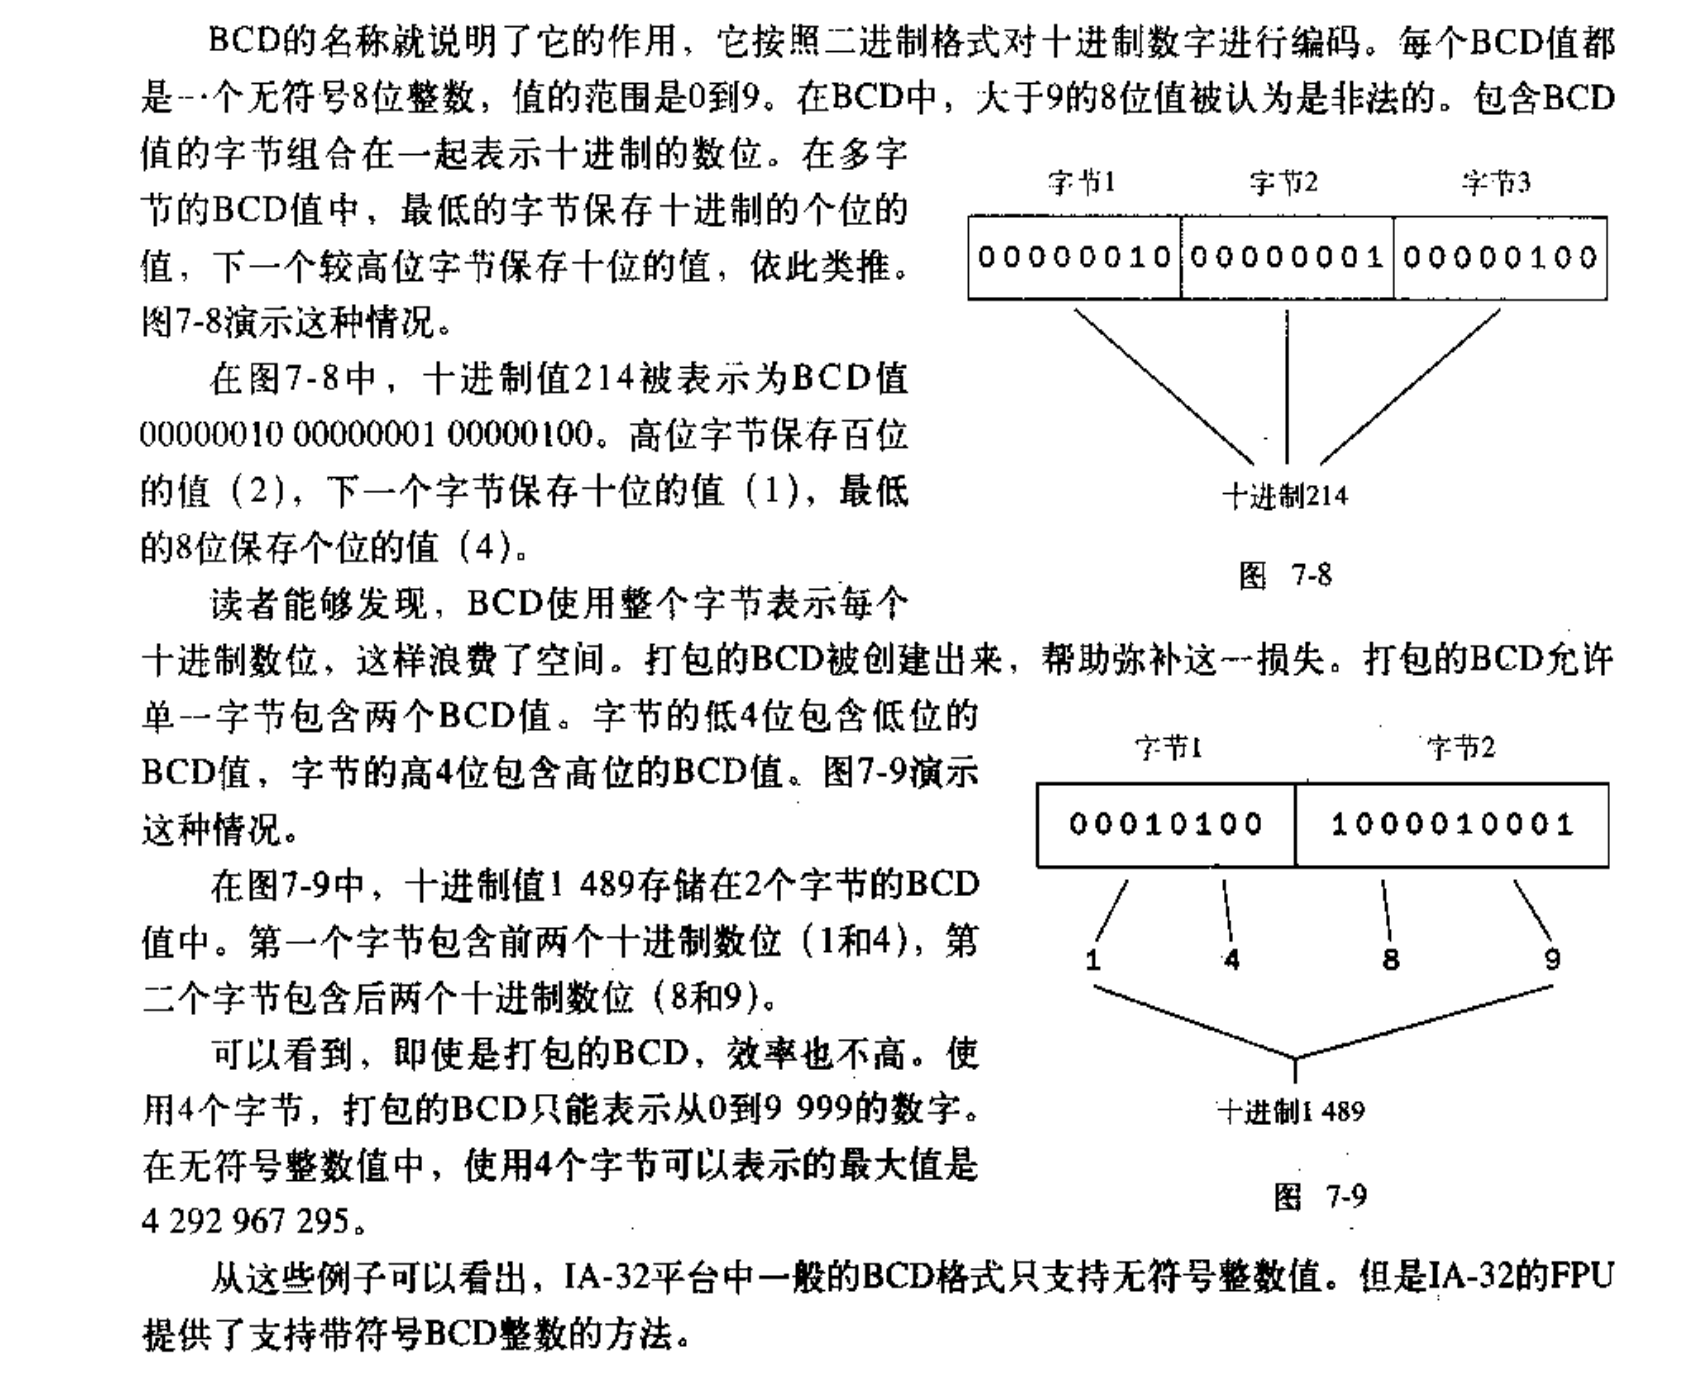 BCD的名称就说明了它的作用，它按照二进制格式对十进制数字进行编码。每个BCD值都
是一个无符号8位整数，值的范围是0到9。在BCD中，大于9的8位值被认为是非法的。包含BCD
值的字节组合在一起表示十进制的数位。在多字
节的BCD值中，最低的字节保存十进制的个位的
值，下一个较高位字节保存十位的值，依此类推。
图7-8演示这种情况。
在图7-8中，十进制值214被表示为BCD值
00000010 00000001 00000100。高位字节保存百位
的值（2），下一个字节保存十位的值（1），最低
的8位保存个位的值（4）。
字节1 字节2 字节3
00000010 00000001 00000100
十进制214
图 7-8
读者能够发现，BCD使用整个字节表示每个
十进制数位，这样浪费了空间。打包的BCD被创建出来，帮助弥补这一损失。打包的BCD允许
单一字节包含两个BCD值。字节的低4位包含低位的
BCD值，字节的高4位包含高位的BCD值。图7-9演示
这种情况。
在图7-9中，十进制值1 489存储在2个字节的BCD
值中。第一个字节包含前两个十进制数位（1和4），第
二个字节包含后两个十进制数位（8和9）。
可以看到，即使是打包的BCD，效率也不高。使
用4个字节，打包的BCD只能表示从0到9 999的数字。
在无符号整数值中，使用4个字节可以表示的最大值是
4 292 967 295。
字节1 字节2
00010100 1000010001
1 4 8 9
十进制1 489
图 7-9
从这些例子可以看出，IA-32平台中一般的BCD格式只支持无符号整数值。但是IA-32的FPU
提供了支持带符号BCD整数的方法。